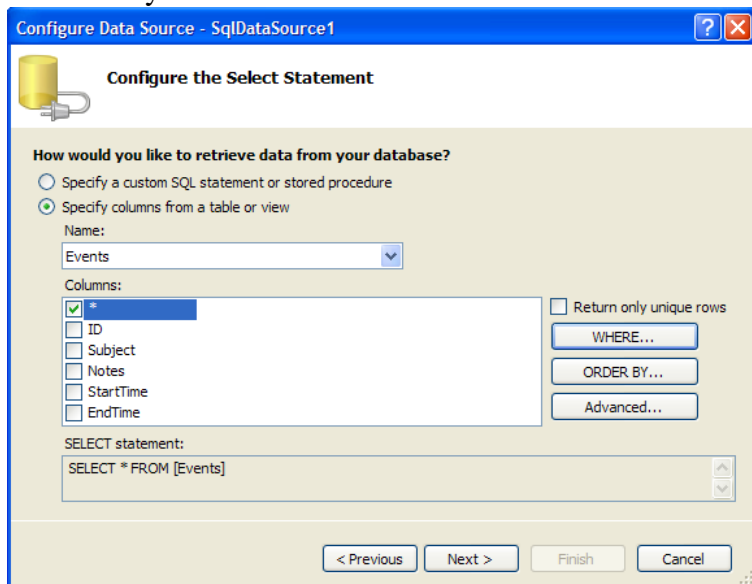 Configure Data Source - SqlDataSource1
Configure the Select Statement
How would you like to retrieve data from your database?
Specify a custom SQL statement or stored procedure
Specify columns from a table or view
Name:
Events
Columns:
*
Return only unique rows
ID
WHERE...
Subject
Notes
ORDER BY...
StartTime
EndTime
Advanced...
SELECT statement:
SELECT * FROM [Events]
< Previous Next > Finish Cancel